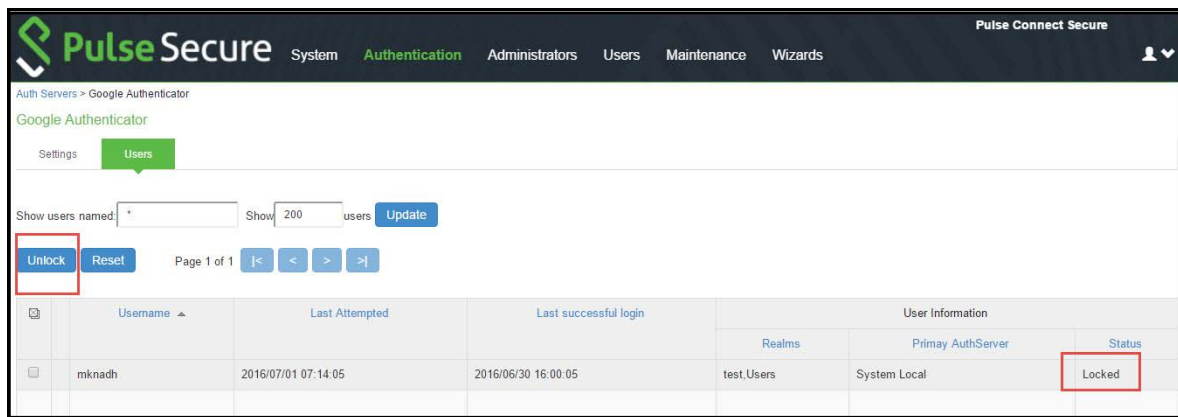 Pulse Connect Secure
Pulse Secure System Authentication Administrators Users Maintenance Wizards
Auth Servers > Google Authenticator
Google Authenticator
Settings Users
Show users named: * Show 200 users Update
Unlock Reset Page 1 of 1 |< < > >|
Username Last Attempted Last successful login User Information
Realms Primay AuthServer Status
mknadh 2016/07/01 07:14:05 2016/06/30 16:00:05 test,Users System Local Locked